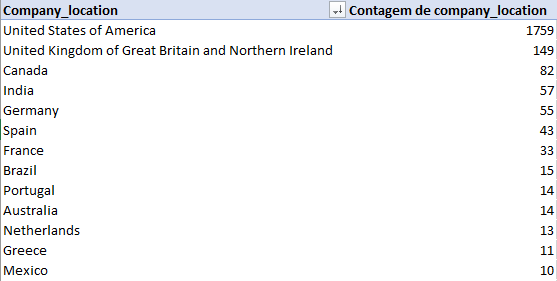 Company_location Contagem de company_location
United States of America 1759
United Kingdom of Great Britain and Northern Ireland 149
Canada 82
India 57
Germany 55
Spain 43
France 33
Brazil 15
Portugal 14
Australia 14
Netherlands 13
Greece 11
Mexico 10